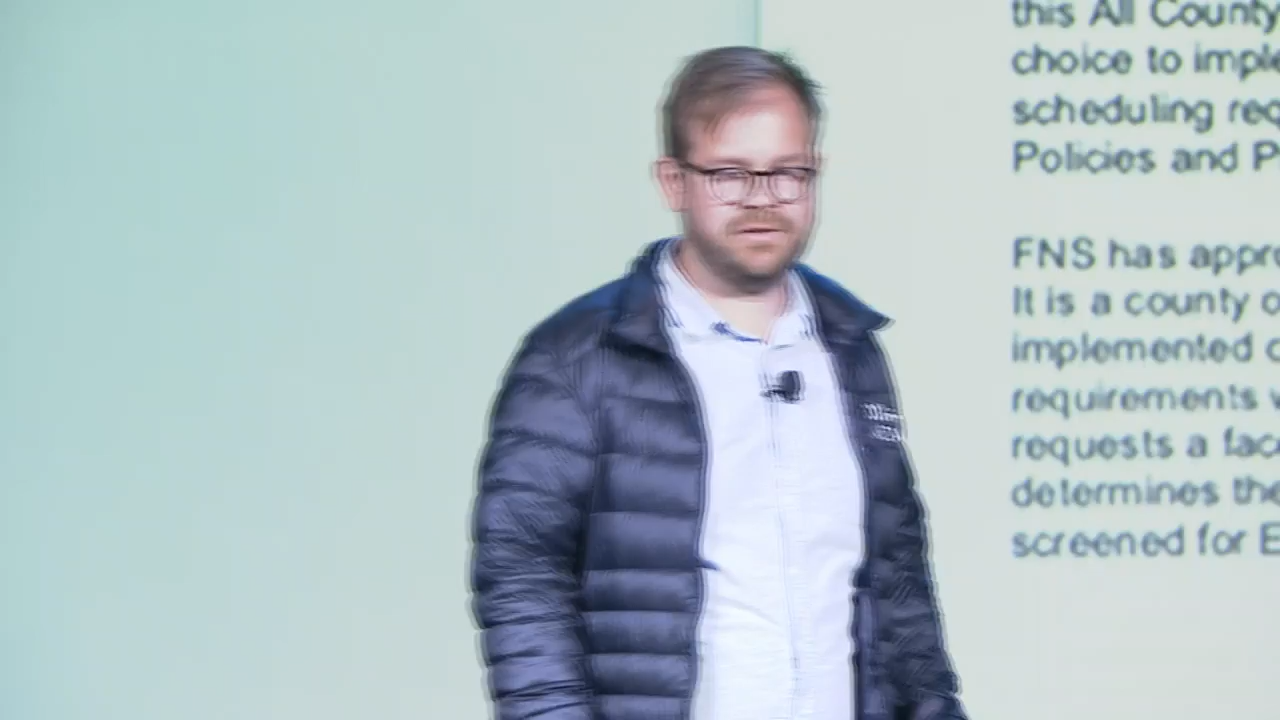 this All County
choice to imple
scheduling req
Policies and P
FNS has appro
It is a county o
implemented c
requirements w
requests a fac
determines the
screened for E